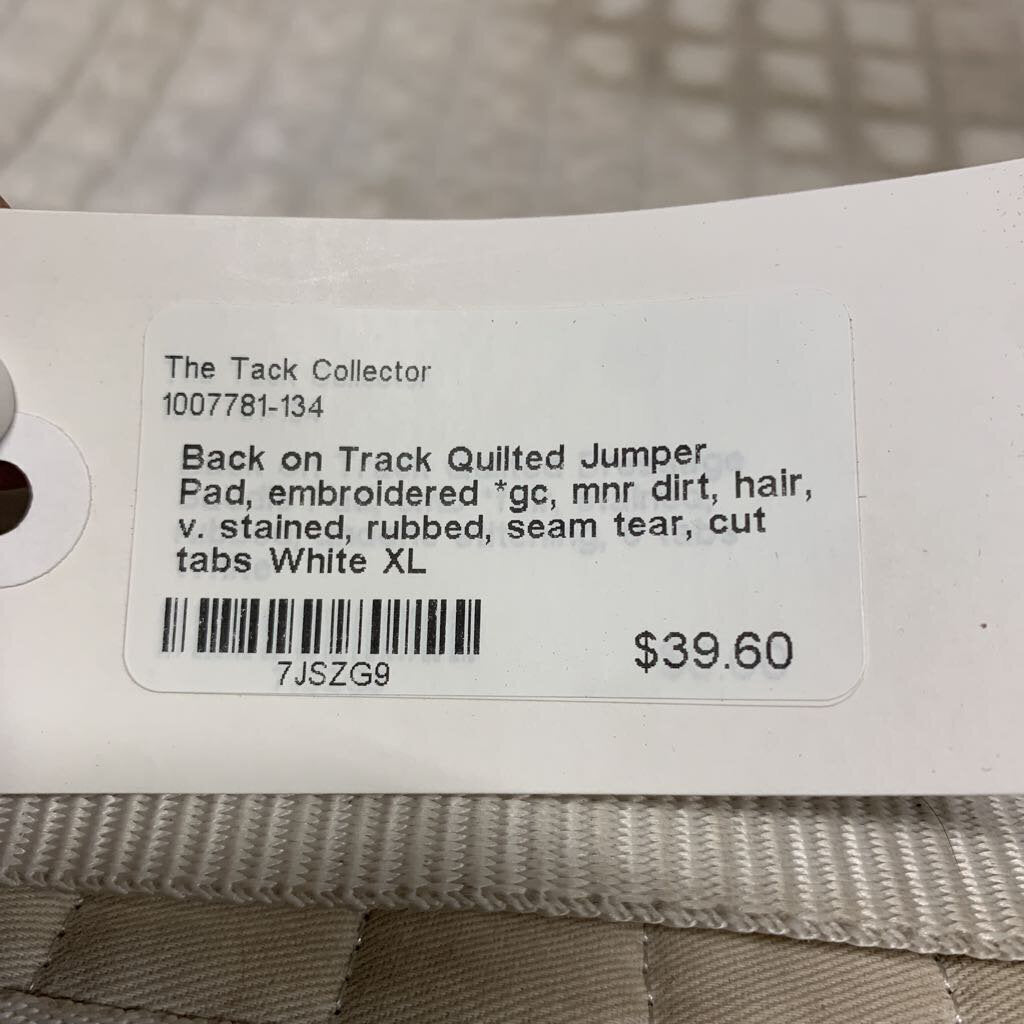 The Tack Collector
1007781-134
Back on Track Quilted Jumper
Pad, embroidered *gc, mnr dirt, hair,
v. stained, rubbed, seam tear, cut
tabs White XL
7JSZG9
$39.60